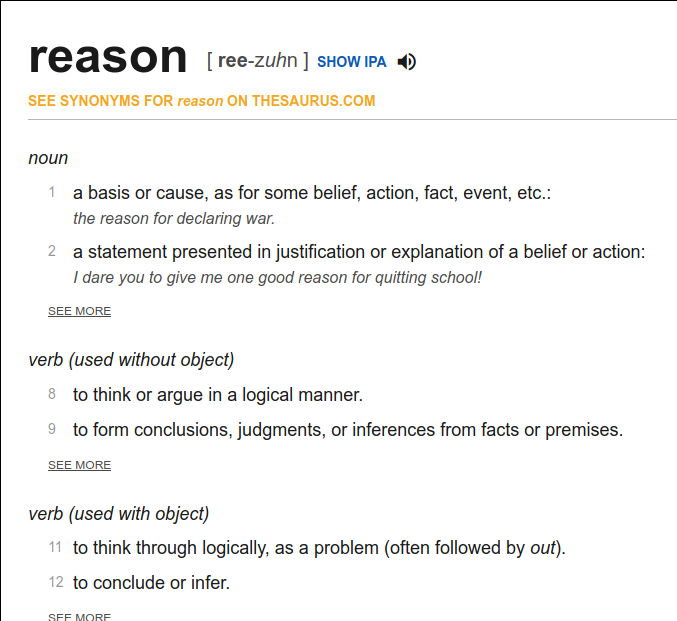 reason [ ree-zuhn ] SHOW IPA
SEE SYNONYMS FOR reason ON THESAURUS.COM
noun
1 a basis or cause, as for some belief, action, fact, event, etc.:
the reason for declaring war.
2 a statement presented in justification or explanation of a belief or action:
I dare you to give me one good reason for quitting school!
SEE MORE
verb (used without object)
8 to think or argue in a logical manner.
9 to form conclusions, judgments, or inferences from facts or premises.
SEE MORE
verb (used with object)
11 to think through logically, as a problem (often followed by out).
12 to conclude or infer.
SEE MORE